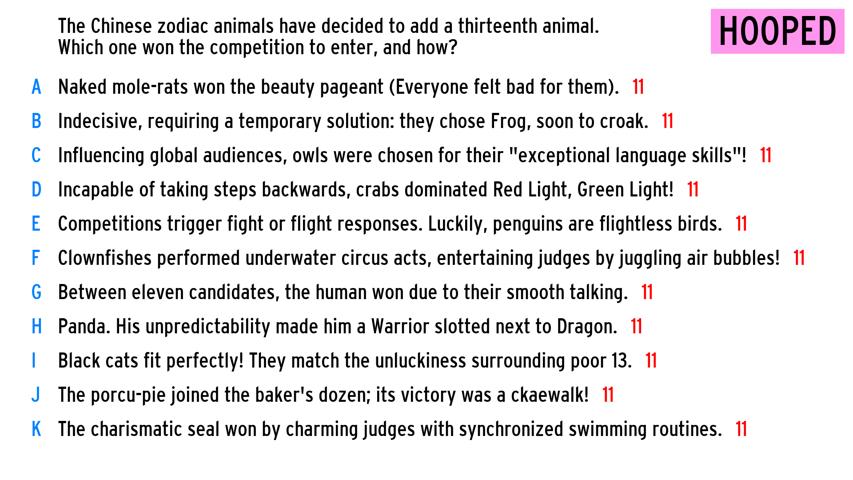 The Chinese zodiac animals have decided to add a thirteenth animal.
Which one won the competition to enter, and how?
HOOPED
A Naked mole-rats won the beauty pageant (Everyone felt bad for them). 11
B Indecisive, requiring a temporary solution: they chose Frog, soon to croak. 11
C Influencing global audiences, owls were chosen for their "exceptional language skills"! 11
D Incapable of taking steps backwards, crabs dominated Red Light, Green Light! 11
E Competitions trigger fight or flight responses. Luckily, penguins are flightless birds. 11
F Clownfishes performed underwater circus acts, entertaining judges by juggling air bubbles! 11
G Between eleven candidates, the human won due to their smooth talking. 11
H Panda. His unpredictability made him a Warrior slotted next to Dragon. 11
I Black cats fit perfectly! They match the unluckiness surrounding poor 13. 11
J The porcu-pie joined the baker's dozen; its victory was a ckaewalk! 11
K The charismatic seal won by charming judges with synchronized swimming routines. 11